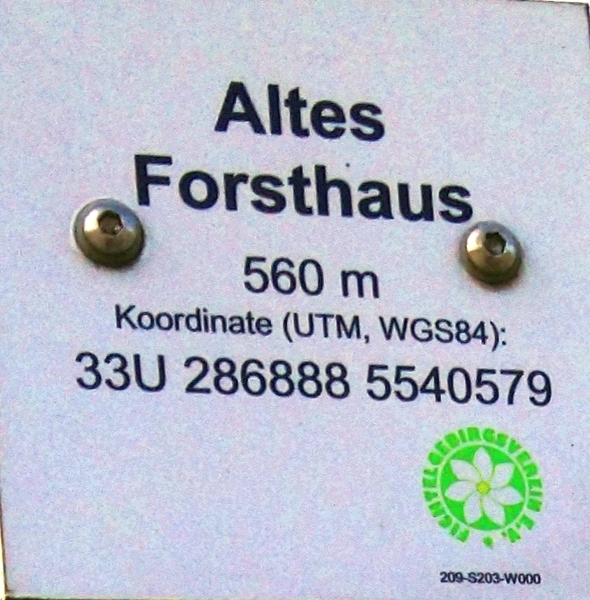 Altes
Forsthaus
560 m
Koordinate (UTM, WGS84):
33U 286888 5540579
FICHTELGEBIRGSVEREIN E.V.
209-S203-W000